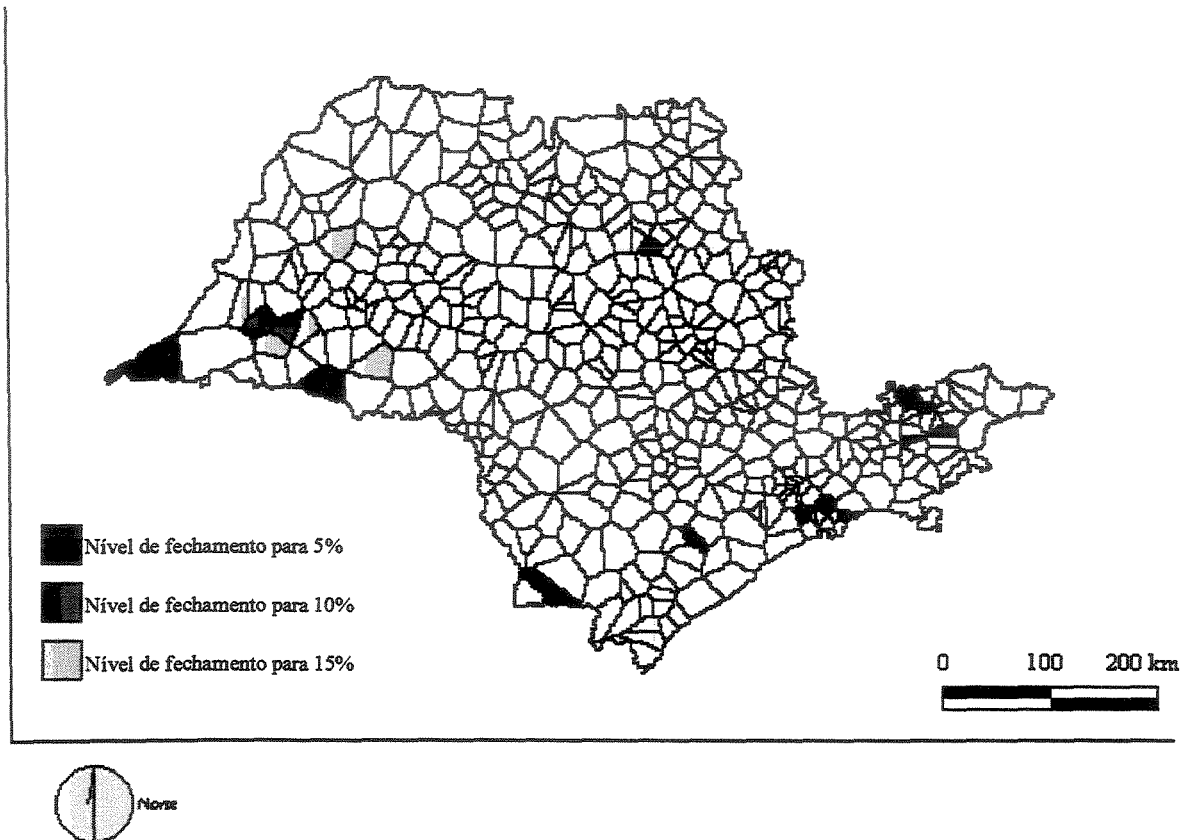 Nível de fechamento para 5%
Nível de fechamento para 10%
Nível de fechamento para 15%
0 100 200 km
Norte